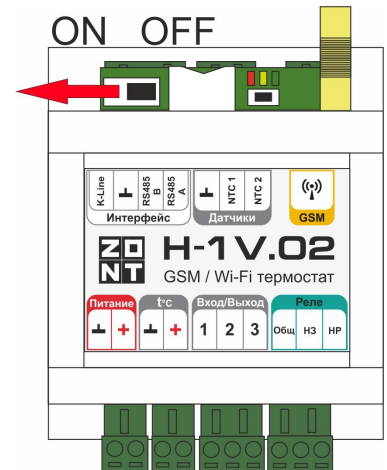 ON OFF
K-Line ⊥ RS485 B RS485 A ⊥ NTC 1 NTC 2
Интерфейс Датчики GSM
ZONT H-1V.02
GSM / Wi-Fi термостат
Питание t°C Вход/Выход Реле
⊥ + ⊥ + 1 2 3 Общ НЗ НР